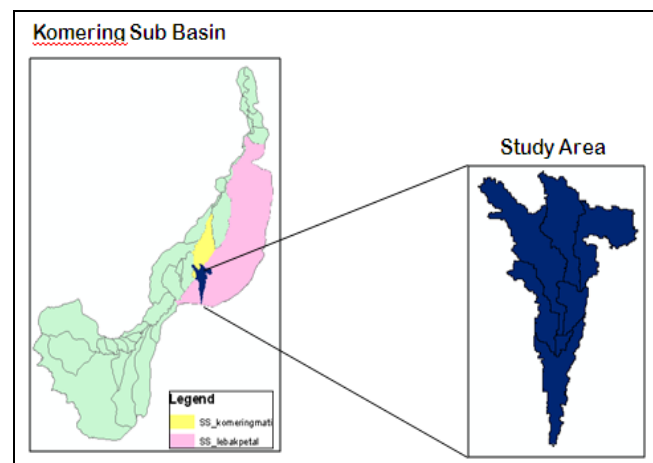 Komering Sub Basin
Study Area
Legend
SS_komeringmati
SS_lebakpetal